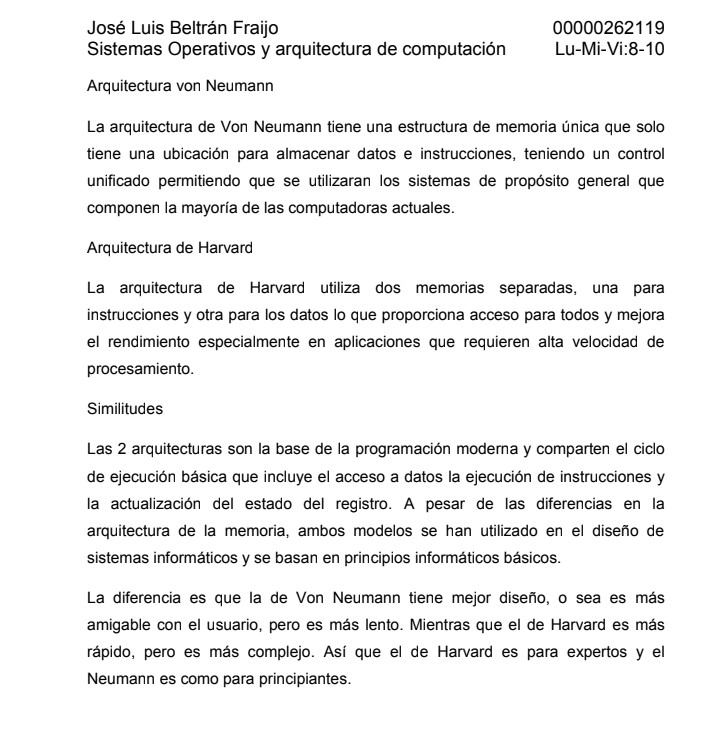 José Luis Beltrán Fraijo 00000262119
Sistemas Operativos y arquitectura de computación Lu-Mi-Vi:8-10
Arquitectura von Neumann
La arquitectura de Von Neumann tiene una estructura de memoria única que solo
tiene una ubicación para almacenar datos e instrucciones, teniendo un control
unificado permitiendo que se utilizaran los sistemas de propósito general que
componen la mayoría de las computadoras actuales.
Arquitectura de Harvard
La arquitectura de Harvard utiliza dos memorias separadas, una para
instrucciones y otra para los datos lo que proporciona acceso para todos y mejora
el rendimiento especialmente en aplicaciones que requieren alta velocidad de
procesamiento.
Similitudes
Las 2 arquitecturas son la base de la programación moderna y comparten el ciclo
de ejecución básica que incluye el acceso a datos la ejecución de instrucciones y
la actualización del estado del registro. A pesar de las diferencias en la
arquitectura de la memoria, ambos modelos se han utilizado en el diseño de
sistemas informáticos y se basan en principios informáticos básicos.
La diferencia es que la de Von Neumann tiene mejor diseño, o sea es más
amigable con el usuario, pero es más lento. Mientras que el de Harvard es más
rápido, pero es más complejo. Así que el de Harvard es para expertos y el
Neumann es como para principiantes.